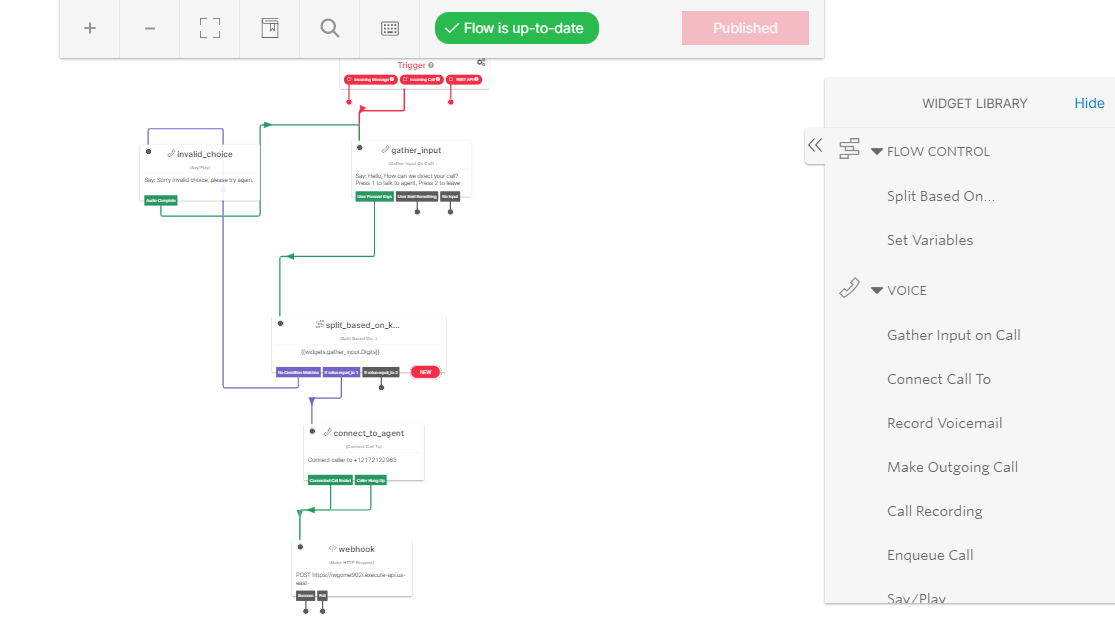 Flow is up-to-date
Published
Trigger
Incoming Message
Incoming Call
REST API
WIDGET LIBRARY
Hide
invalid_choice
(Say/Play)
Say: Sorry Invalid choice, please try again.
Audio Complete
gather_input
(Gather Input On Call)
Say: Hello, How can we direct your call?
Press 1 to talk to agent, Press 2 to leave
User Pressed Keys
User Said Something
No Input
split_based_on_k...
(Split Based On...)
{{widgets.gather_input.Digits}}
No Condition Matches
If value equal_to 1
If value equal_to 2
NEW
connect_to_agent
(Connect Call To)
Connect caller to +12172122963
Connected Call Ended
Caller Hung Up
webhook
(Make HTTP Request)
POST https://iwgome902i.execute-api.us-
east-
Success
Fail
FLOW CONTROL
Split Based On...
Set Variables
VOICE
Gather Input on Call
Connect Call To
Record Voicemail
Make Outgoing Call
Call Recording
Enqueue Call
Say/Play